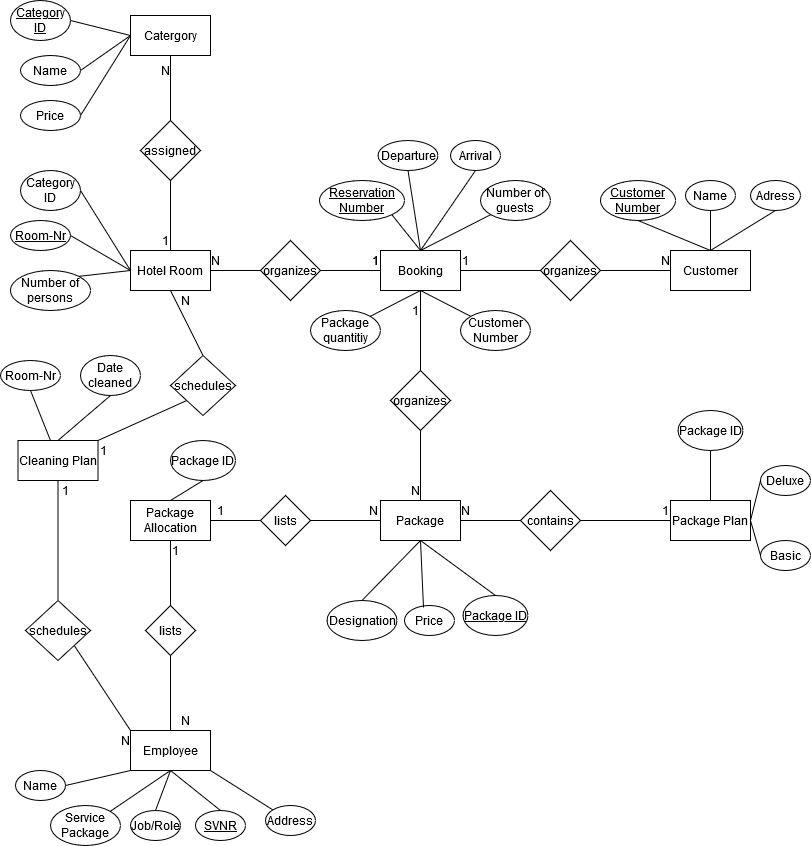 Category
ID
Catergory
Name
N
Price
assigned
Departure
Arrival
Category
ID
Reservation
Number
Number of
guests
Customer
Number
Name
Adress
Room-Nr
1
Hotel Room
N
organizes
1
Booking
1
organizes
N
Customer
Number of
persons
N
1
Package
quantitiy
Customer
Number
Room-Nr
Date
cleaned
schedules
organizes
Package ID
Cleaning Plan
1
Package ID
Deluxe
1
N
Package
Allocation
1
lists
N
Package
N
contains
1
Package Plan
1
Basic
Designation
Price
Package ID
schedules
lists
N
N
Employee
Name
Service
Package
Job/Role
SVNR
Address